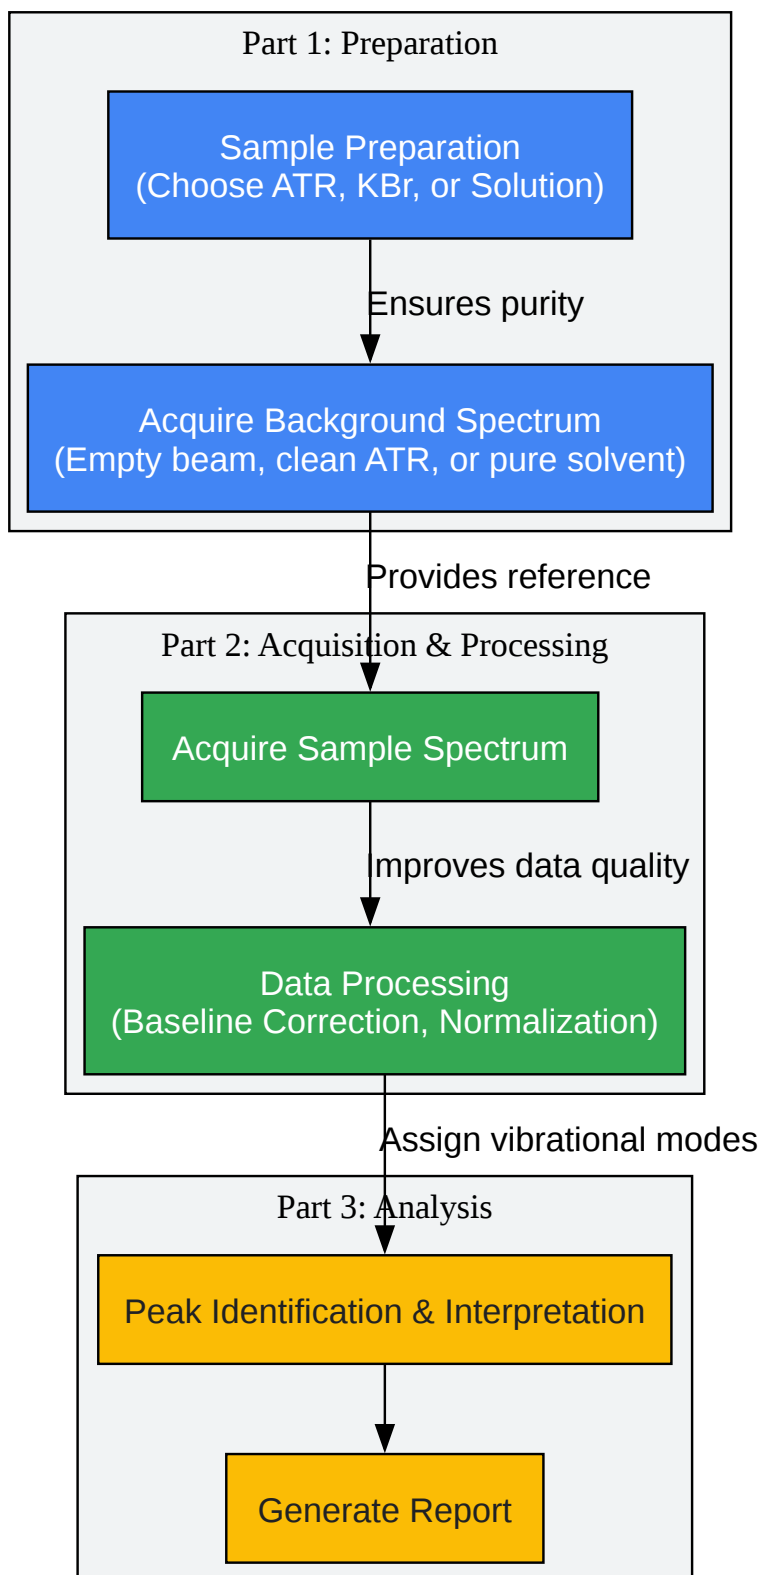 Part 1: Preparation
Sample Preparation
(Choose ATR, KBr, or Solution)
Ensures purity
Acquire Background Spectrum
(Empty beam, clean ATR, or pure solvent)
Provides reference
Part 2: Acquisition & Processing
Acquire Sample Spectrum
Improves data quality
Data Processing
(Baseline Correction, Normalization)
Assign vibrational modes
Part 3: Analysis
Peak Identification & Interpretation
Generate Report